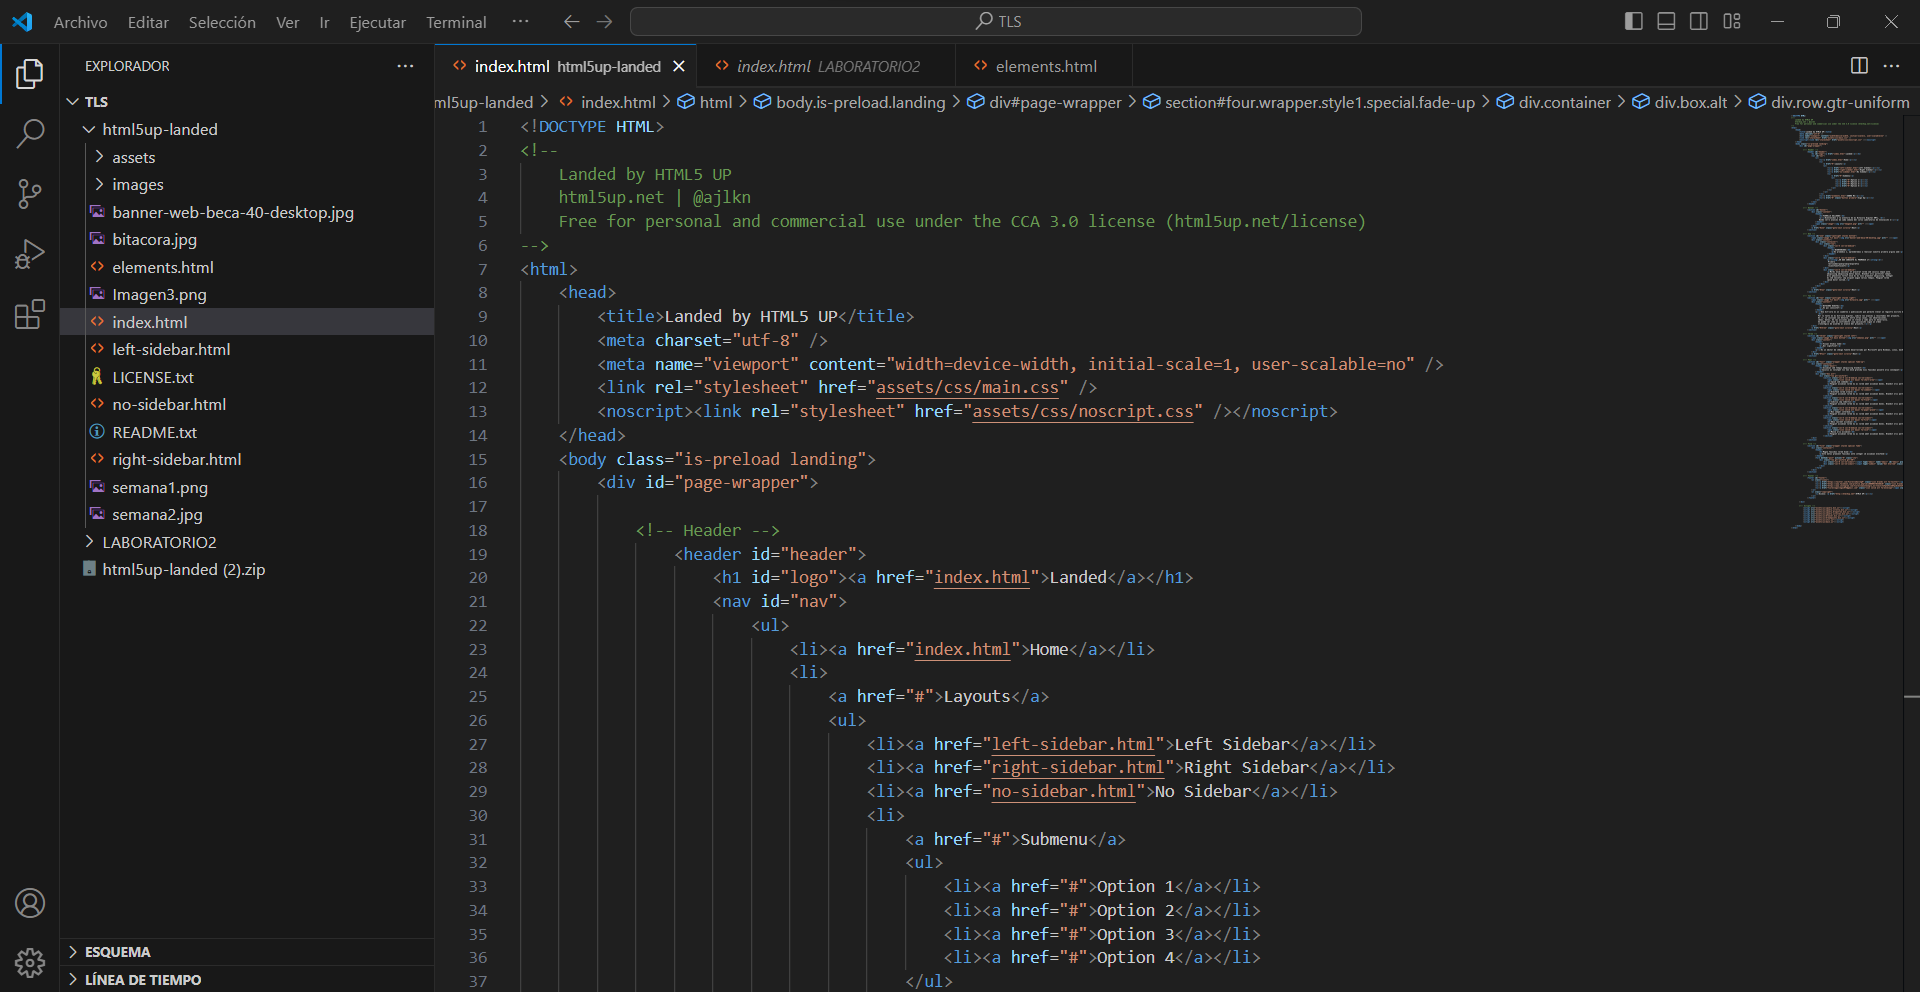 Archivo Editar Selección Ver Ir Ejecutar Terminal ··· TLS
EXPLORADOR ···
TLS
html5up-landed
assets
images
banner-web-beca-40-desktop.jpg
bitacora.jpg
elements.html
Imagen3.png
index.html
left-sidebar.html
LICENSE.txt
no-sidebar.html
README.txt
right-sidebar.html
semana1.png
semana2.jpg
LABORATORIO2
html5up-landed (2).zip
ESQUEMA
LÍNEA DE TIEMPO
index.html html5up-landed index.html LABORATORIO2 elements.html
ml5up-landed > index.html > html > body.is-preload.landing > div#page-wrapper > section#four.wrapper.style1.special.fade-up > div.container > div.box.alt > div.row.gtr-uniform
1 <!DOCTYPE HTML>
2 <!--
3 Landed by HTML5 UP
4 html5up.net | @ajlkn
5 Free for personal and commercial use under the CCA 3.0 license (html5up.net/license)
6 -->
7 <html>
8 <head>
9 <title>Landed by HTML5 UP</title>
10 <meta charset="utf-8" />
11 <meta name="viewport" content="width=device-width, initial-scale=1, user-scalable=no" />
12 <link rel="stylesheet" href="assets/css/main.css" />
13 <noscript><link rel="stylesheet" href="assets/css/noscript.css" /></noscript>
14 </head>
15 <body class="is-preload landing">
16 <div id="page-wrapper">
17
18 <!-- Header -->
19 <header id="header">
20 <h1 id="logo"><a href="index.html">Landed</a></h1>
21 <nav id="nav">
22 <ul>
23 <li><a href="index.html">Home</a></li>
24 <li>
25 <a href="#">Layouts</a>
26 <ul>
27 <li><a href="left-sidebar.html">Left Sidebar</a></li>
28 <li><a href="right-sidebar.html">Right Sidebar</a></li>
29 <li><a href="no-sidebar.html">No Sidebar</a></li>
30 <li>
31 <a href="#">Submenu</a>
32 <ul>
33 <li><a href="#">Option 1</a></li>
34 <li><a href="#">Option 2</a></li>
35 <li><a href="#">Option 3</a></li>
36 <li><a href="#">Option 4</a></li>
37 </ul>